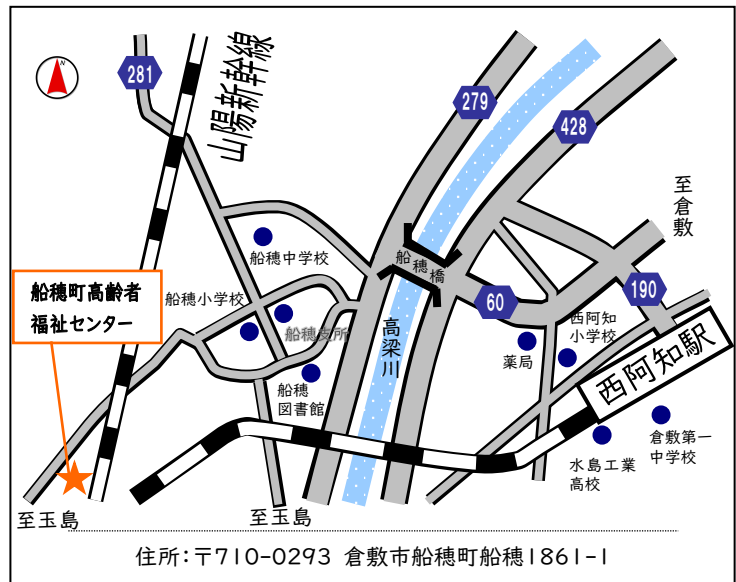 N
281
山陽新幹線
279
428
至倉敷
船穂中学校
船穂橋
船穂町高齢者
福祉センター
船穂小学校
船穂支所
60
190
西阿知
小学校
高梁川
薬局
西阿知駅
船穂
図書館
倉敷第一
中学校
水島工業
高校
至玉島
至玉島
住所:〒710-0293 倉敷市船穂町船穂1861-1